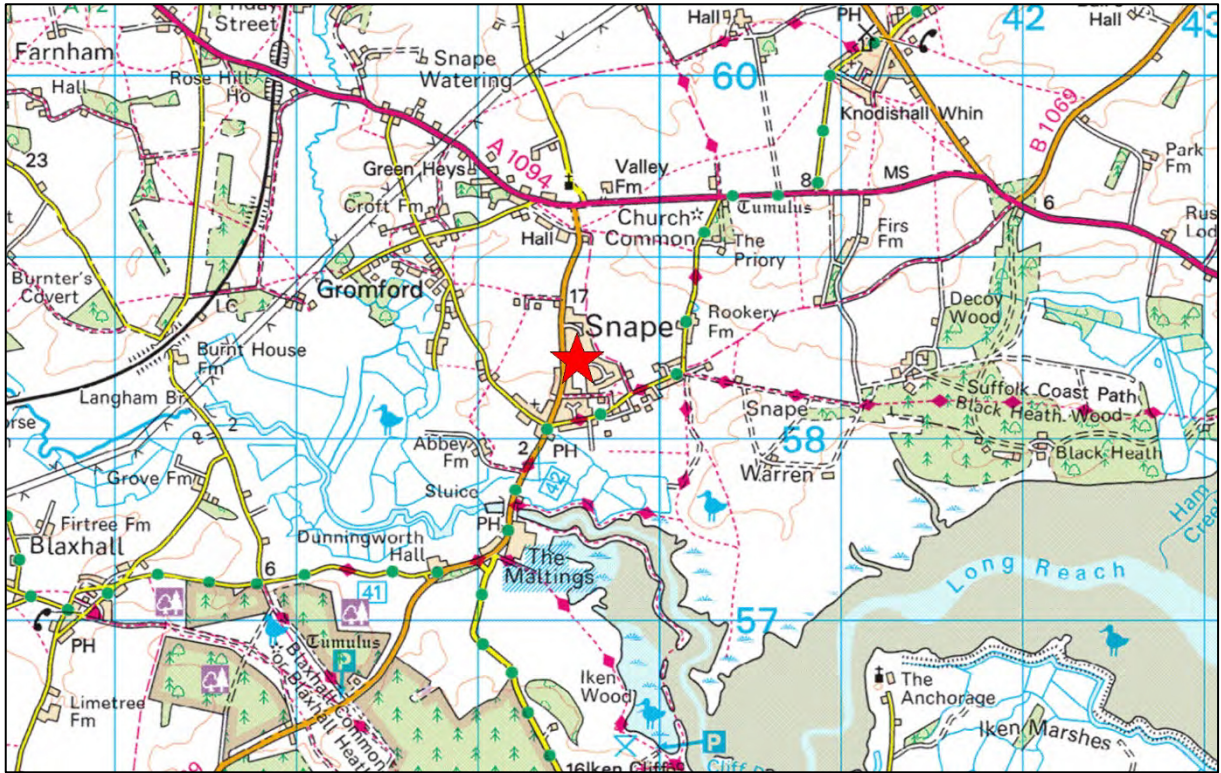 A 12
Street
Farnham
Hall
Rose Hill
Ho
Snape
Watering
Hall
PH
42
43
Hall
60
Knodishall Whin
B 1069
23
Green Heys
A 1094
Valley
Fm
8
MS
Park
Fm
Croft Fm
Church
Common
Tumulus
6
Hall
The
Priory
Firs
Fm
Burnter's
Covert
LC
Gromford
17
Snape
Rookery
Fm
Decoy
Wood
Burnt House
Fm
Langham Br
2
Snape
Warren
58
Suffolk Coast Path
Black Heath Wood
Black Heath
Abbey
Fm
2
PH
42
Grove Fm
Sluice
Firtree Fm
Blaxhall
PH
Dunningworth
Hall
The
Maltings
Long Reach
Ham
Creek
6
41
57
PH
Tumulus
P
Blaxhall Common
or Blaxhall Heath
Limetree
Fm
Iken
Wood
The
Anchorage
Iken Marshes
P
16
Iken Cliff